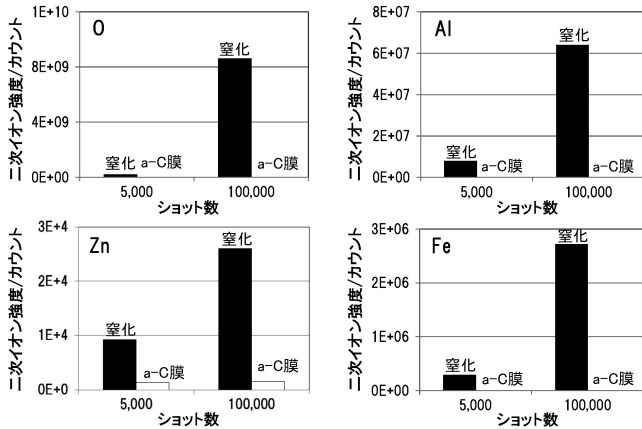 O
二次イオン強度/カウント
1E+10
8E+09
4E+09
0E+00
窒化
a-C膜
窒化
a-C膜
5,000
100,000
ショット数
Al
二次イオン強度/カウント
8E+07
6E+07
4E+07
2E+07
0E+00
窒化
a-C膜
窒化
a-C膜
5,000
100,000
ショット数
Zn
二次イオン強度/カウント
3E+4
2E+4
1E+4
0E+0
窒化
a-C膜
窒化
a-C膜
5,000
100,000
ショット数
Fe
二次イオン強度/カウント
3E+06
2E+06
1E+06
0E+00
窒化
a-C膜
窒化
a-C膜
5,000
100,000
ショット数